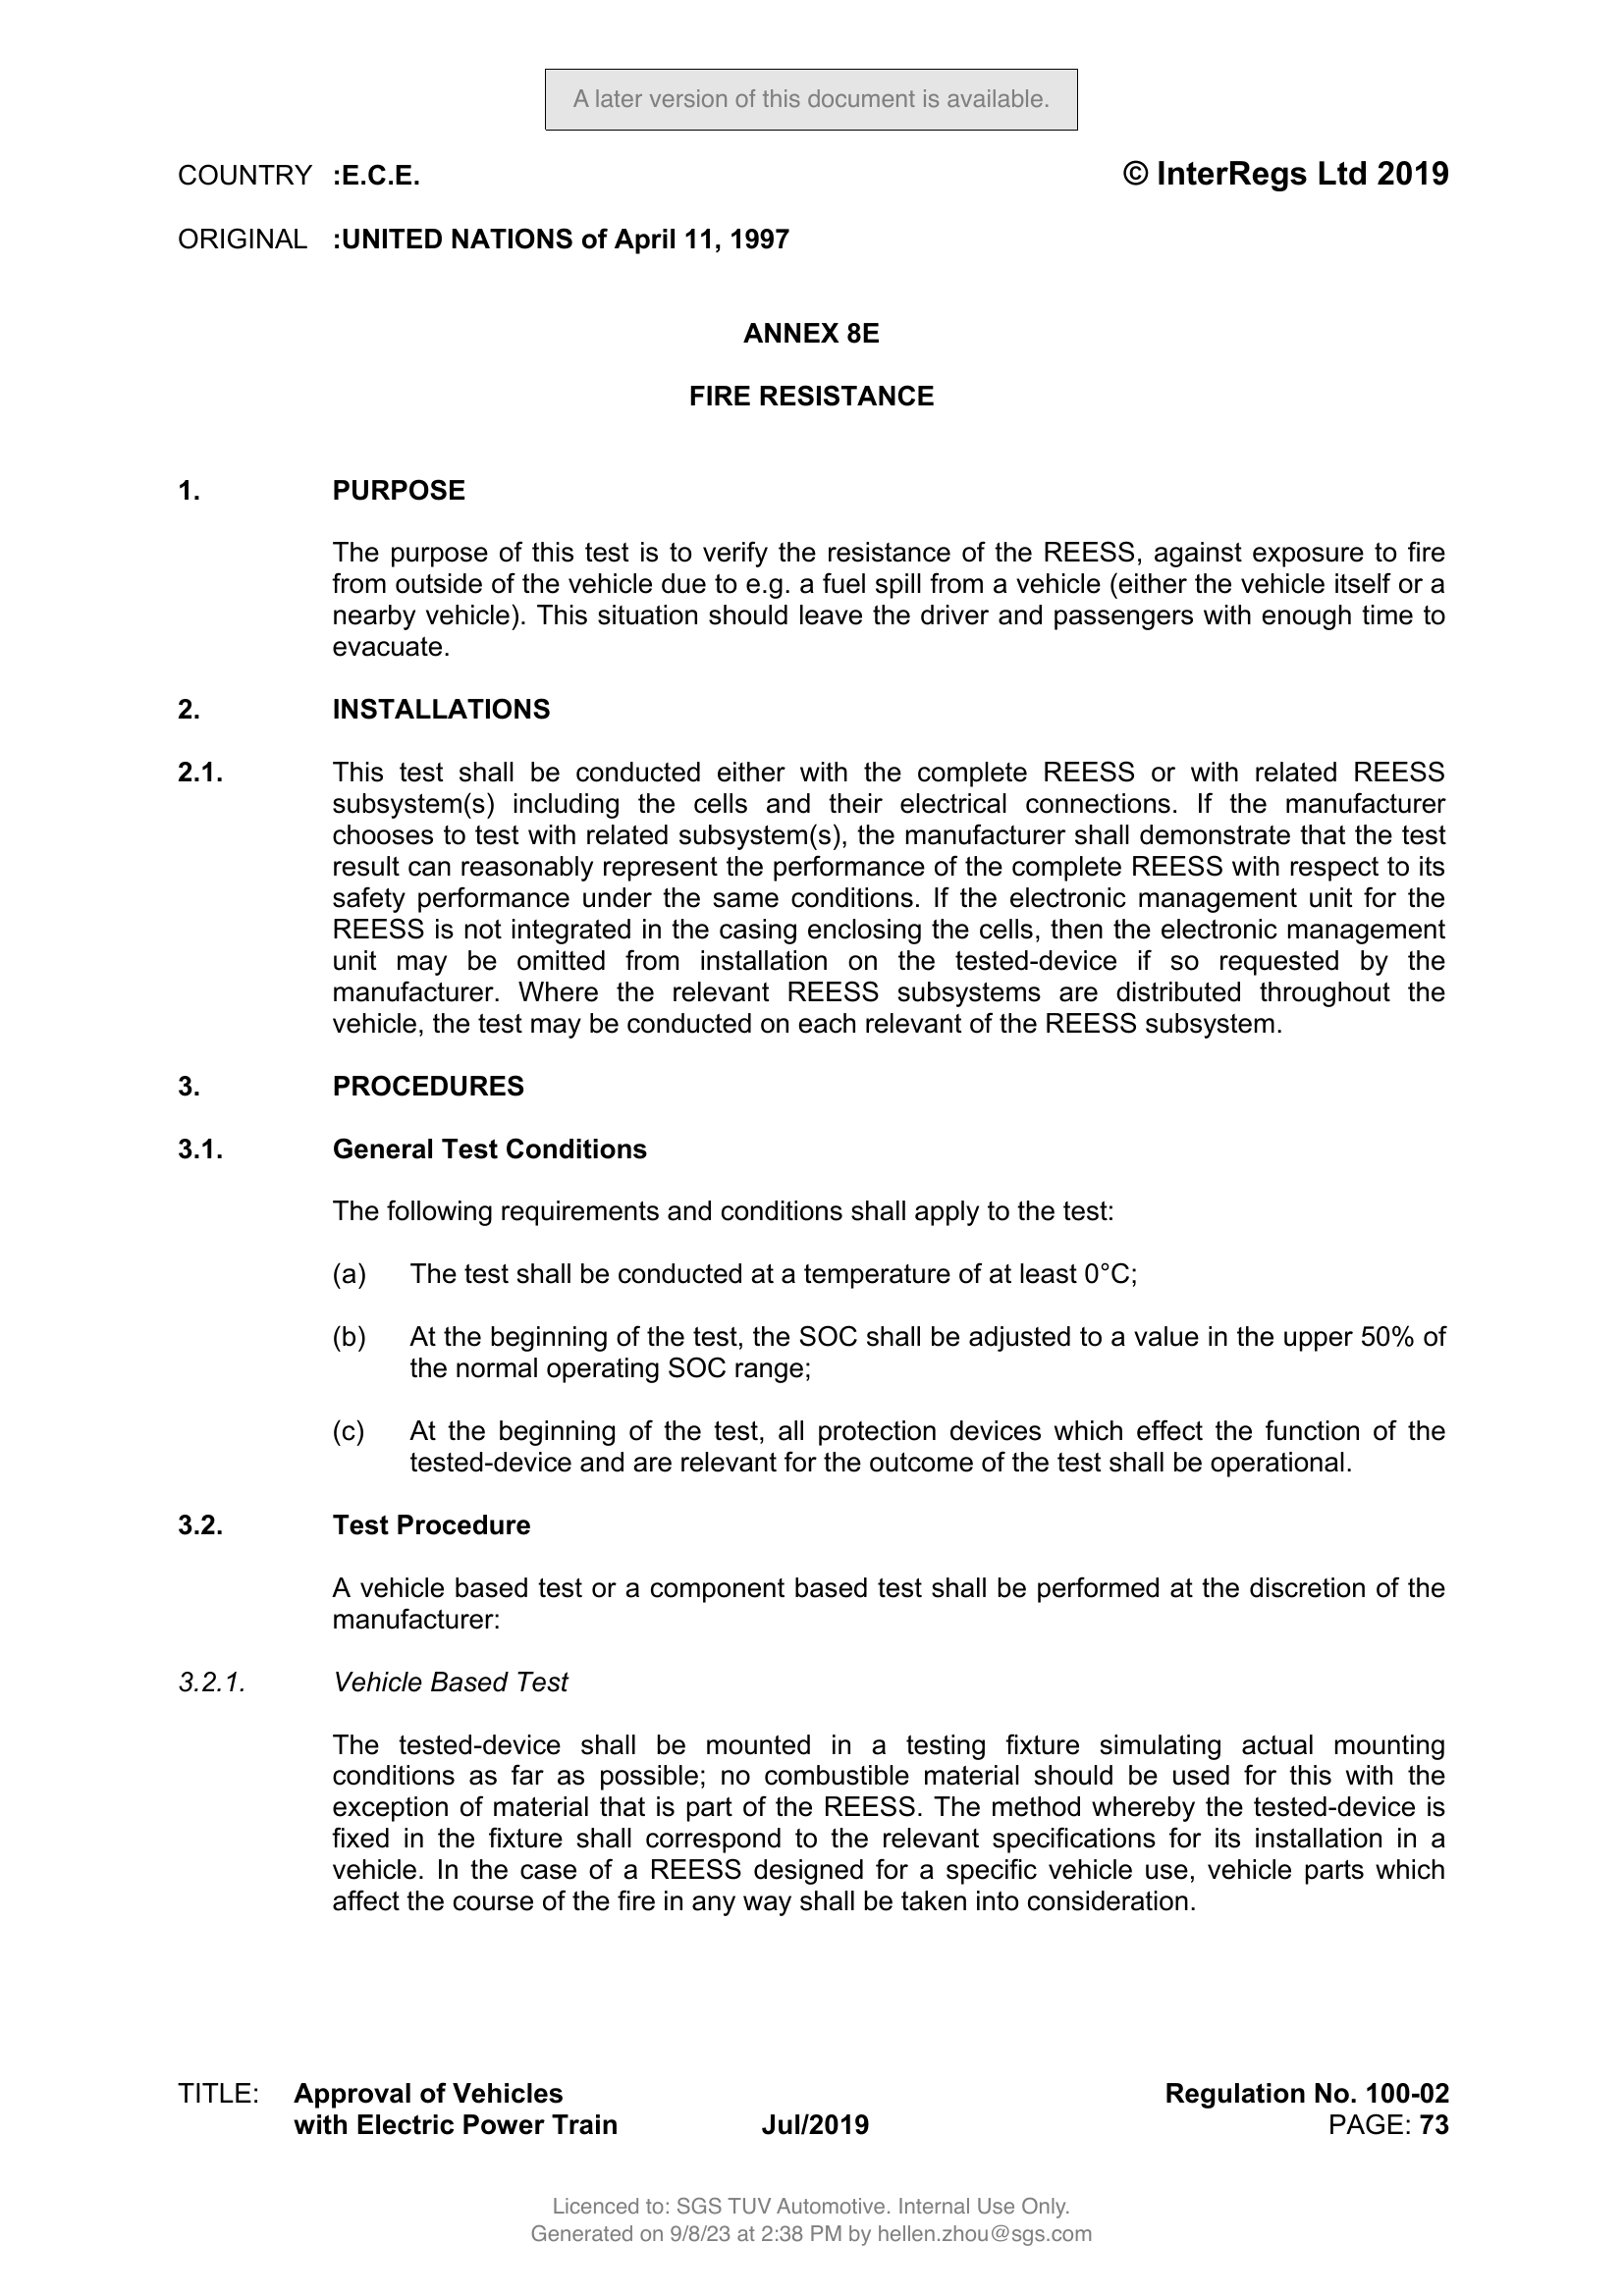 A later version of this document is available.
COUNTRY :E.C.E. © InterRegs Ltd 2019
ORIGINAL :UNITED NATIONS of April 11, 1997
ANNEX 8E
FIRE RESISTANCE
1. PURPOSE
The purpose of this test is to verify the resistance of the REESS, against exposure to fire
from outside of the vehicle due to e.g. a fuel spill from a vehicle (either the vehicle itself or a
nearby vehicle). This situation should leave the driver and passengers with enough time to
evacuate.
2. INSTALLATIONS
2.1. This test shall be conducted either with the complete REESS or with related REESS
subsystem(s) including the cells and their electrical connections. If the manufacturer
chooses to test with related subsystem(s), the manufacturer shall demonstrate that the test
result can reasonably represent the performance of the complete REESS with respect to its
safety performance under the same conditions. If the electronic management unit for the
REESS is not integrated in the casing enclosing the cells, then the electronic management
unit may be omitted from installation on the tested-device if so requested by the
manufacturer. Where the relevant REESS subsystems are distributed throughout the
vehicle, the test may be conducted on each relevant of the REESS subsystem.
3. PROCEDURES
3.1. General Test Conditions
The following requirements and conditions shall apply to the test:
(a) The test shall be conducted at a temperature of at least 0°C;
(b) At the beginning of the test, the SOC shall be adjusted to a value in the upper 50% of
the normal operating SOC range;
(c) At the beginning of the test, all protection devices which effect the function of the
tested-device and are relevant for the outcome of the test shall be operational.
3.2. Test Procedure
A vehicle based test or a component based test shall be performed at the discretion of the
manufacturer:
3.2.1. Vehicle Based Test
The tested-device shall be mounted in a testing fixture simulating actual mounting
conditions as far as possible; no combustible material should be used for this with the
exception of material that is part of the REESS. The method whereby the tested-device is
fixed in the fixture shall correspond to the relevant specifications for its installation in a
vehicle. In the case of a REESS designed for a specific vehicle use, vehicle parts which
affect the course of the fire in any way shall be taken into consideration.
TITLE: Approval of Vehicles Regulation No. 100-02
with Electric Power Train Jul/2019 PAGE: 73
Licenced to: SGS TUV Automotive. Internal Use Only.
Generated on 9/8/23 at 2:38 PM by hellen.zhou@sgs.com